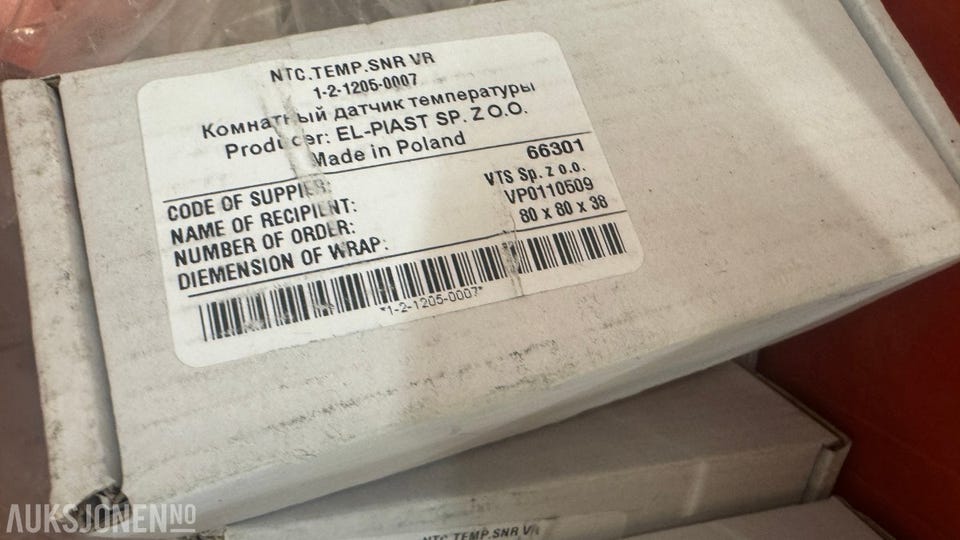 NTC.TEMP.SNR VR
1-2-1205-0007
Комнатный датчик температуры
Producer: EL-PIAST SP. Z O.O.
Made in Poland
CODE OF SUPPIER: 66301
NAME OF RECIPIENT: VTS Sp. z o.o.
NUMBER OF ORDER: VP0110609
DIEMENSION OF WRAP: 80 x 80 x 38
*1-2-1205-0007*
NTC TEMP.SNR VR
AUKSJONEN.NO